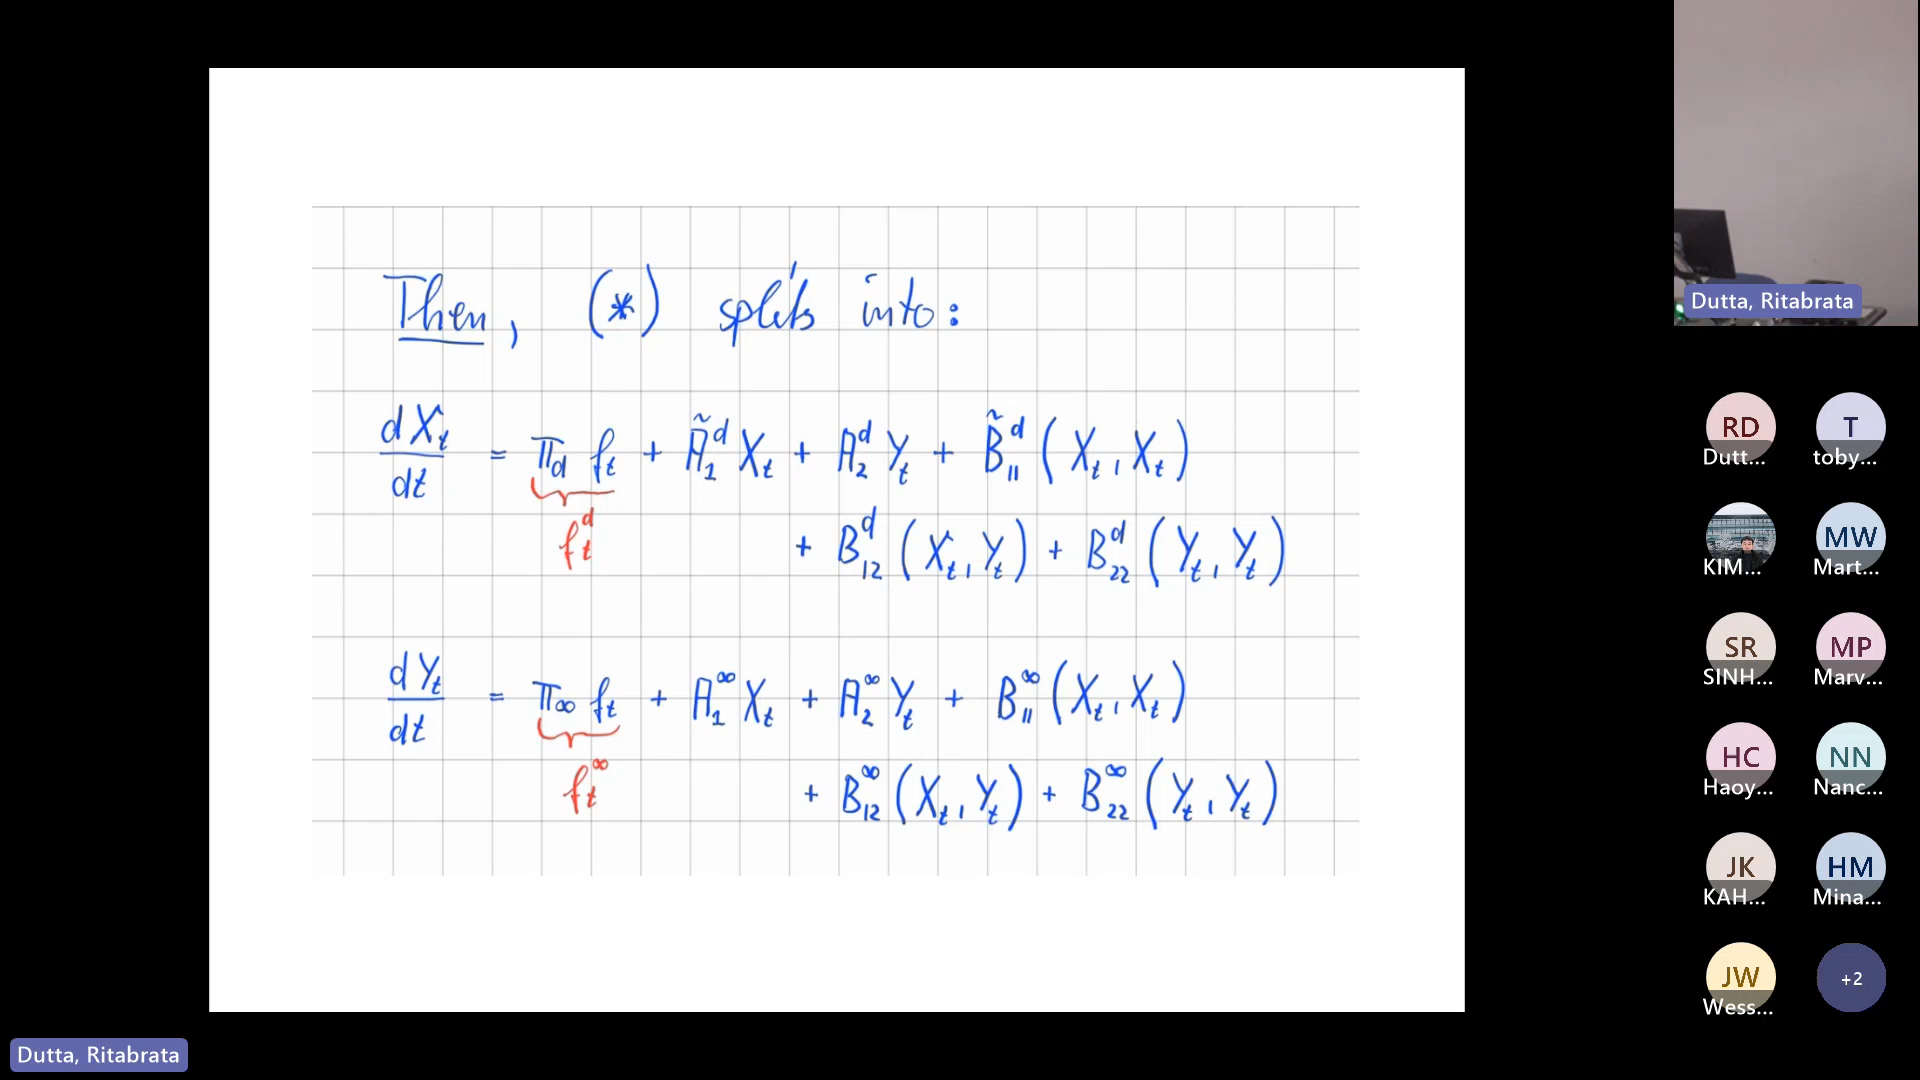 Then, (*) splits into:
dX_t/dt = π_d f_t + Ã_1^d X_t + A_2^d Y_t + B̃_11^d (X_t, X_t)
f_t^d
+ B_12^d (X_t, Y_t) + B_22^d (Y_t, Y_t)
dY_t/dt = π_∞ f_t + A_1^∞ X_t + A_2^∞ Y_t + B_11^∞ (X_t, X_t)
f_t^∞
+ B_12^∞ (X_t, Y_t) + B_22^∞ (Y_t, Y_t)
Dutta, Ritabrata
RD
Dutt...
T
toby...
KIM...
MW
Mart...
SR
SINH...
MP
Marv...
HC
Haoy...
NN
Nanc...
JK
KAH...
HM
Mina...
JW
Wess...
+2
Dutta, Ritabrata